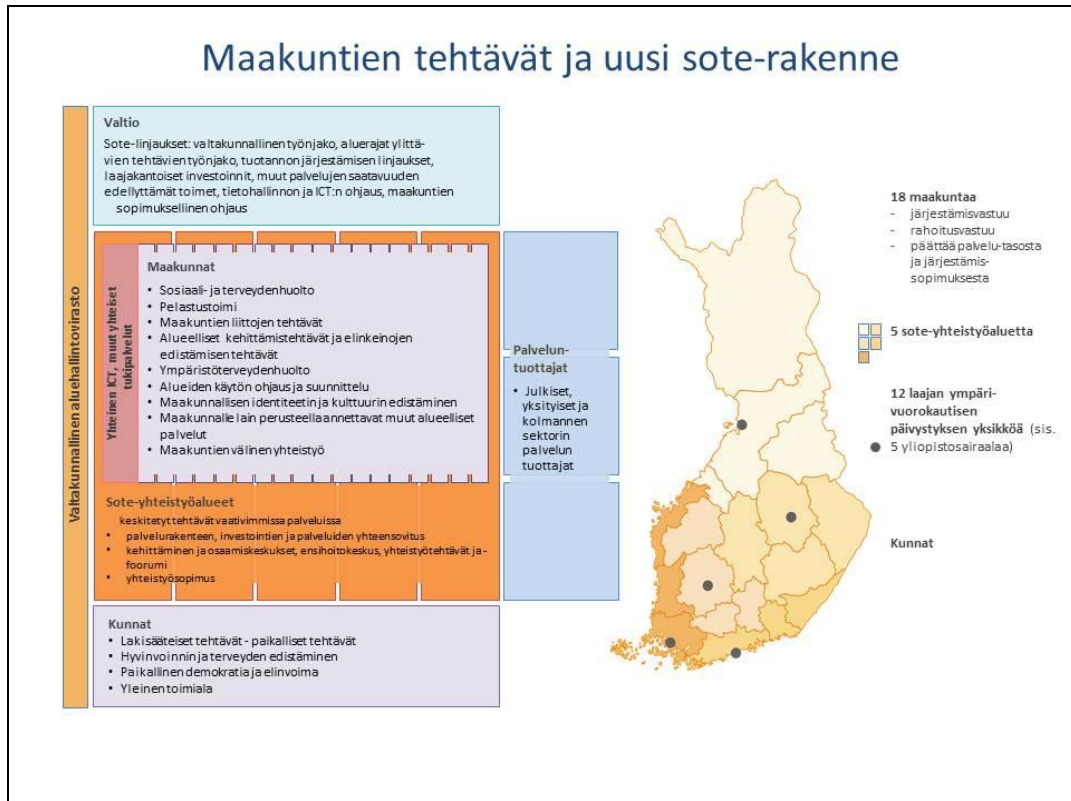 Maakuntien tehtävät ja uusi sote-rakenne
Valtakunnallinen aluehallintovirasto
Valtio
Sote-linjaukset: valtakunnallinen työnjako, aluerajat ylittä-
vien tehtävien työnjako, tuotannon järjestämisen linjaukset,
laajakantoiset investoinnit, muut palvelujen saatavuuden
edellyttämät toimet, tietohallinnon ja ICT:n ohjaus, maakuntien
sopimuksellinen ohjaus
Yhteinen ICT, muut yhteiset
tukipalvelut
Maakunnat
• Sosiaali- ja terveydenhuolto
• Pelastustoimi
• Maakuntien liittojen tehtävät
• Alueelliset kehittämistehtävät ja elinkeinojen
edistämisen tehtävät
• Ympäristöterveydenhuolto
• Alueiden käytön ohjaus ja suunnittelu
• Maakunnallisen identiteetin ja kulttuurin edistäminen
• Maakunnalle lain perusteella annettavat muut alueelliset
palvelut
• Maakuntien välinen yhteistyö
Sote-yhteistyöalueet
keskitetyt tehtävät vaativimmissa palveluissa
• palvelurakenteen, investointien ja palveluiden yhteensovitus
• kehittäminen ja osaamiskeskukset, ensihoitokeskus, yhteistyötehtävät ja -
foorumi
• yhteistyösopimus
Kunnat
• Lakisääteiset tehtävät - paikalliset tehtävät
• Hyvinvoinnin ja terveyden edistäminen
• Paikallinen demokratia ja elinvoima
• Yleinen toimiala
Palvelun-
tuottajat
• Julkiset,
yksityiset ja
kolmannen
sektorin
palvelun
tuottajat
18 maakuntaa
- järjestämisvastuu
- rahoitusvastuu
- päättää palvelu-tasosta
ja järjestämis-
sopimuksesta
5 sote-yhteistyöaluetta
12 laajan ympäri-
vuorokautisen
päivystyksen yksikköä (sis.
5 yliopistosairaalaa)
Kunnat